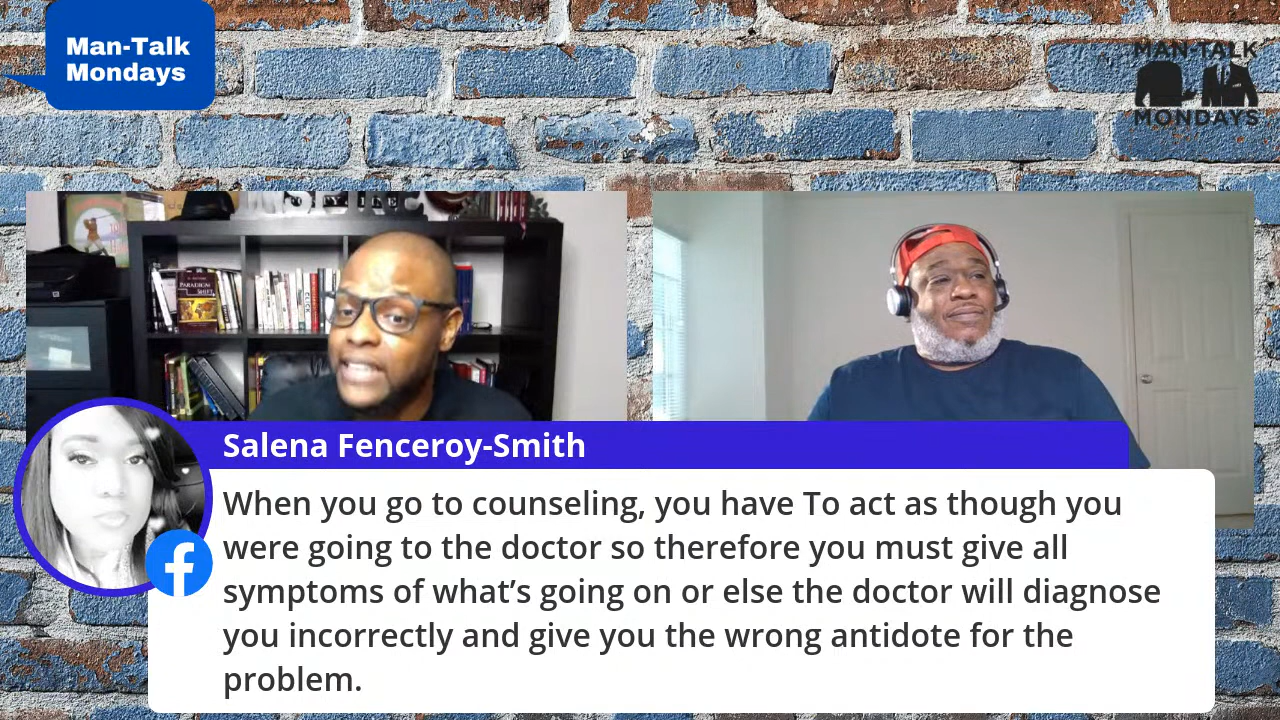 Man-Talk
Mondays
MAN-TALK
MONDAYS
PARADIGM
SHIFT
Salena Fenceroy-Smith
When you go to counseling, you have To act as though you
were going to the doctor so therefore you must give all
symptoms of what’s going on or else the doctor will diagnose
you incorrectly and give you the wrong antidote for the
problem.